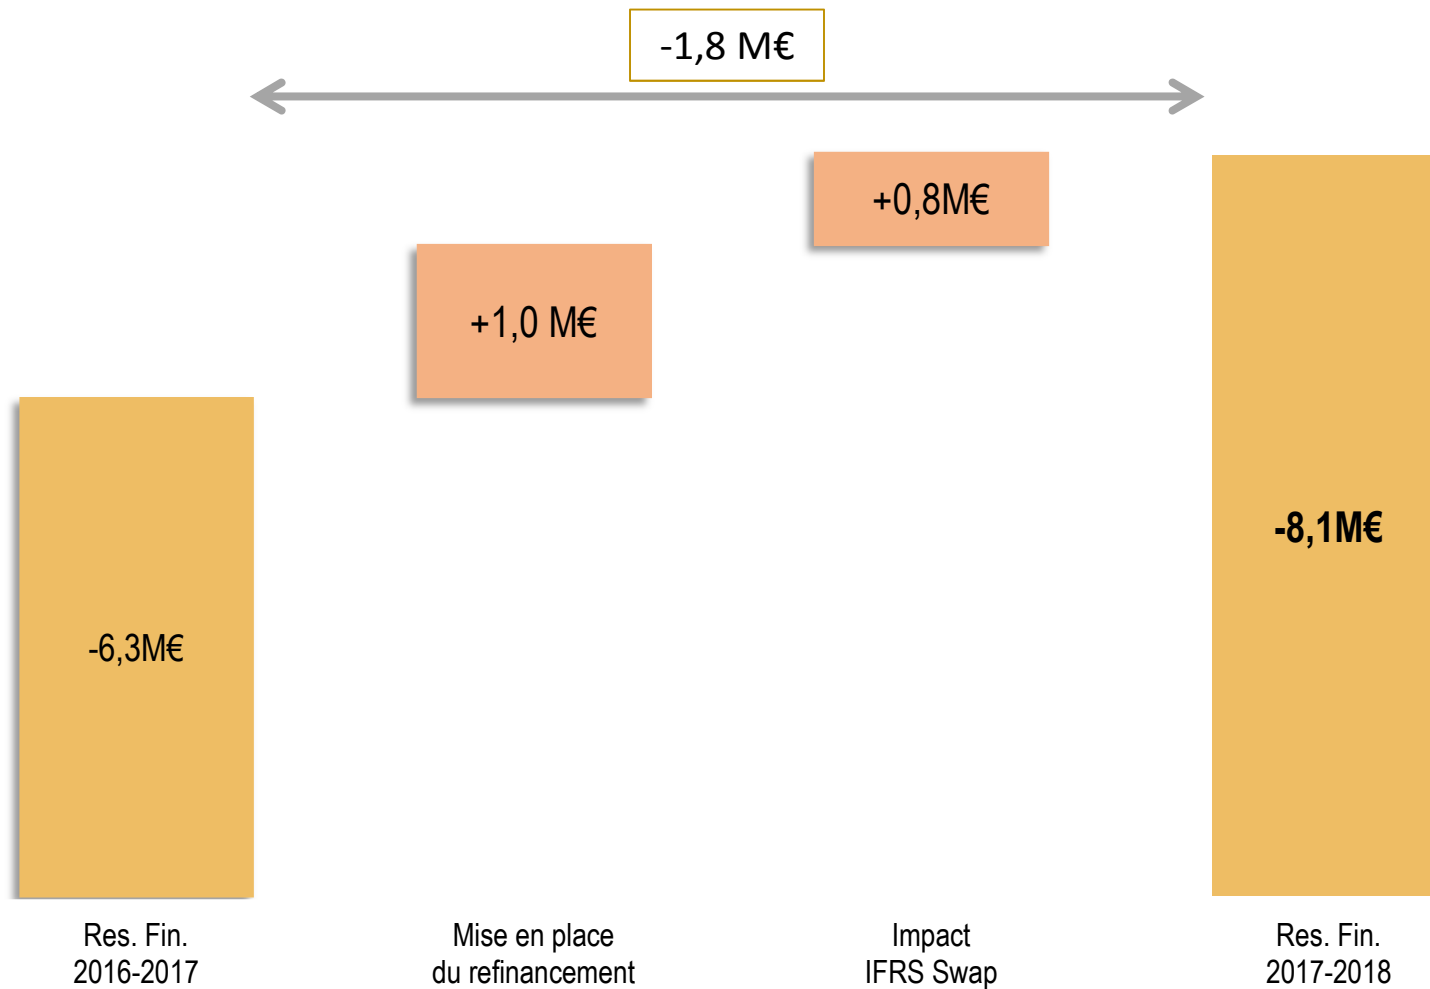 -1,8 M€
+0,8M€
+1,0 M€
-8,1M€
-6,3M€
Res. Fin.
2016-2017
Mise en place
du refinancement
Impact
IFRS Swap
Res. Fin.
2017-2018